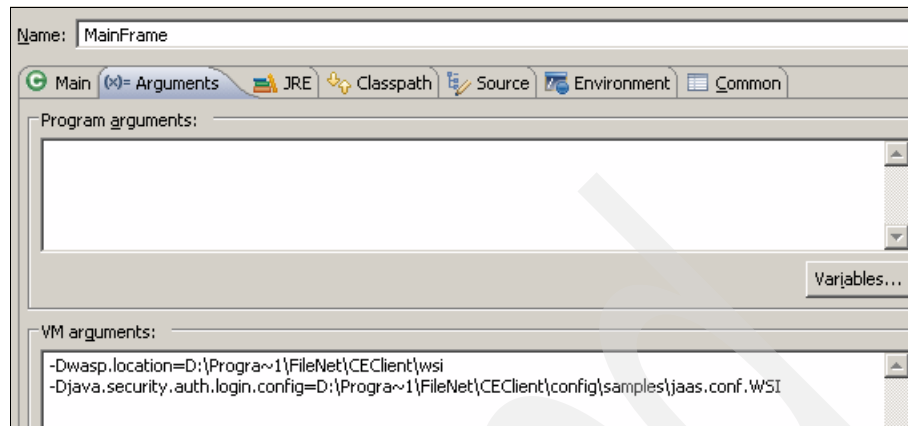 Name: MainFrame
Main (x)= Arguments JRE Classpath Source Environment Common
Program arguments:
Variables...
VM arguments:
-Dwasp.location=D:\Progra~1\FileNet\CEClient\wsi
-Djava.security.auth.login.config=D:\Progra~1\FileNet\CEClient\config\samples\jaas.conf.WSI